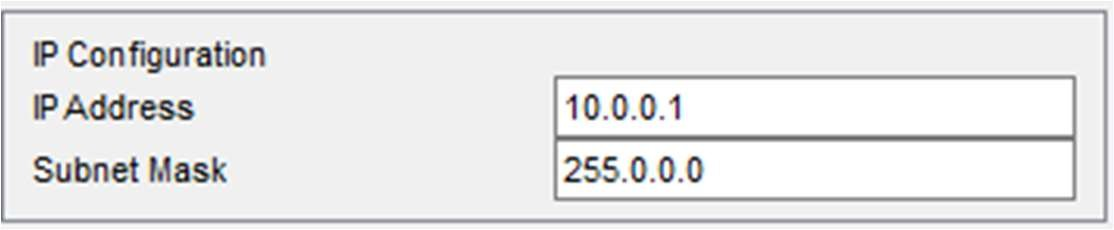 IP Configuration
IP Address 10.0.0.1
Subnet Mask 255.0.0.0